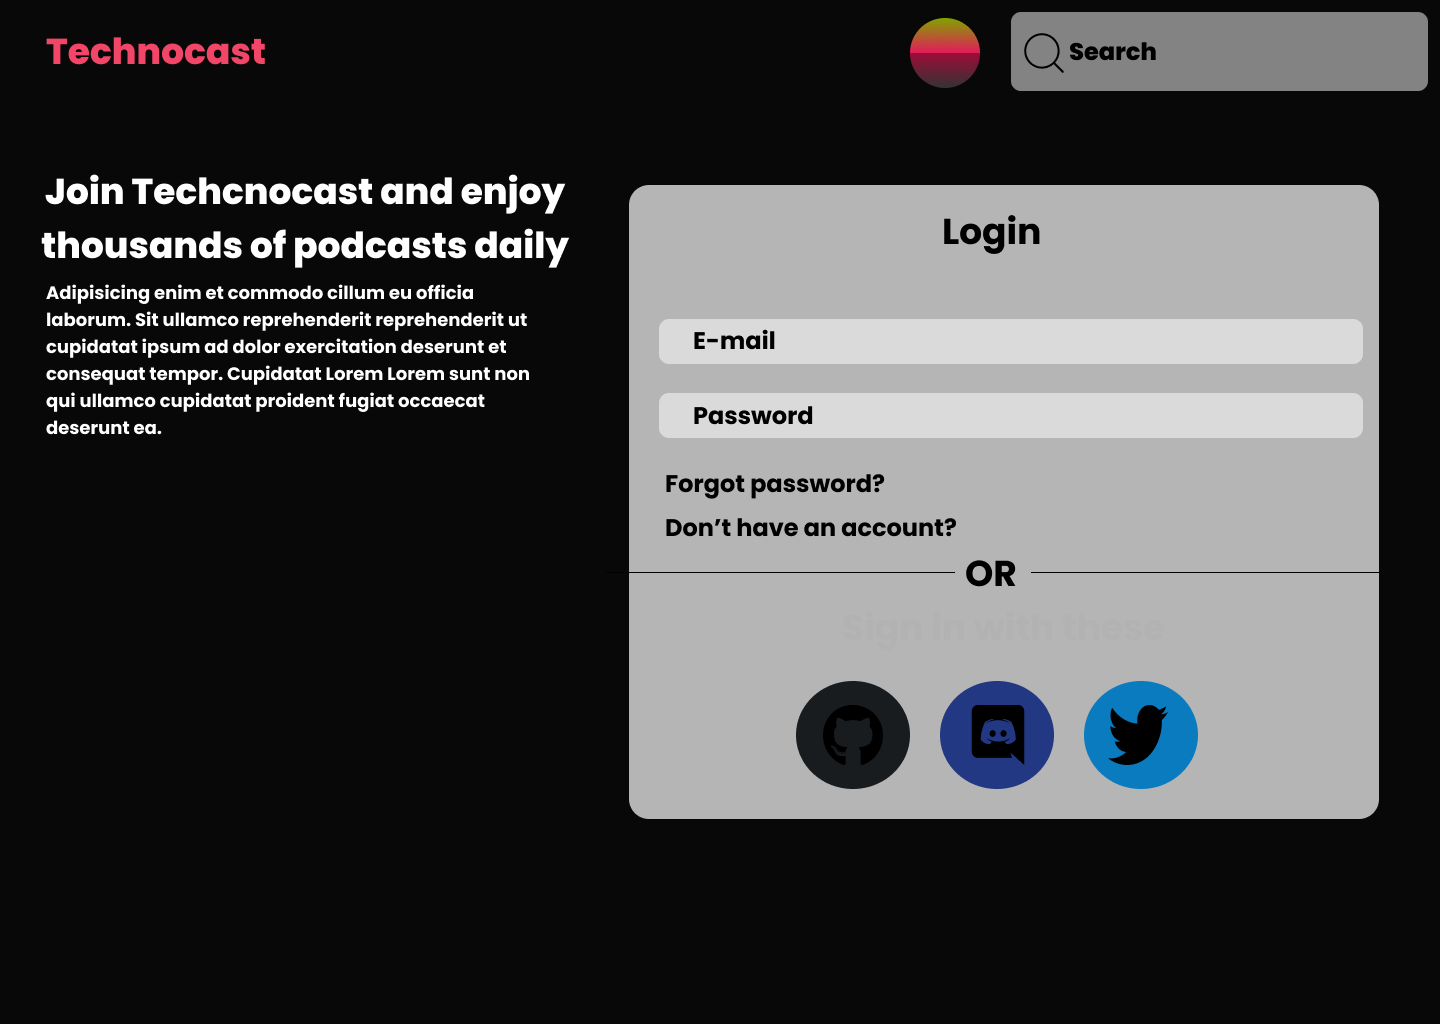 Technocast
Search
Join Techcnocast and enjoy
thousands of podcasts daily
Adipisicing enim et commodo cillum eu officia
laborum. Sit ullamco reprehenderit reprehenderit ut
cupidatat ipsum ad dolor exercitation deserunt et
consequat tempor. Cupidatat Lorem Lorem sunt non
qui ullamco cupidatat proident fugiat occaecat
deserunt ea.
Login
E-mail
Password
Forgot password?
Don’t have an account?
OR
Sign in with these